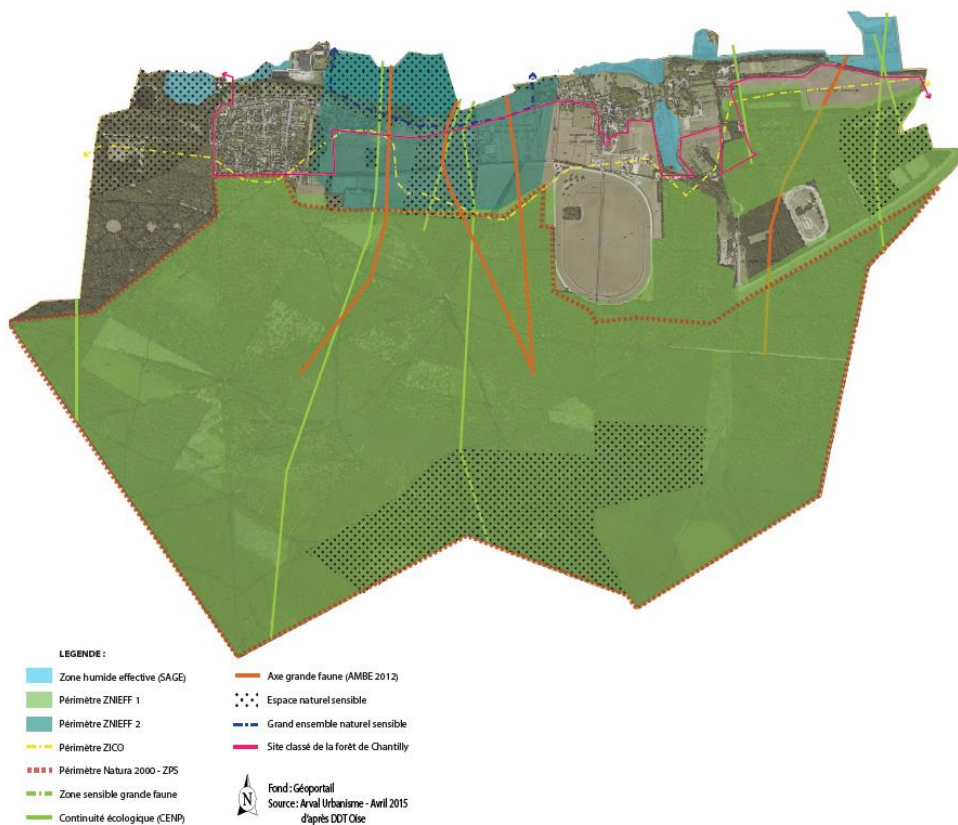 LEGENDE :
Zone humide effective (SAGE)
Périmètre ZNIEFF 1
Périmètre ZNIEFF 2
Périmètre ZICO
Périmètre Natura 2000 - ZPS
Zone sensible grande faune
Continuité écologique (CENP)
Axe grande faune (AMBE 2012)
Espace naturel sensible
Grand ensemble naturel sensible
Site classé de la forêt de Chantilly
N
Fond : Géoportail
Source : Arval Urbanisme - Avril 2015
d'après DDT Oise